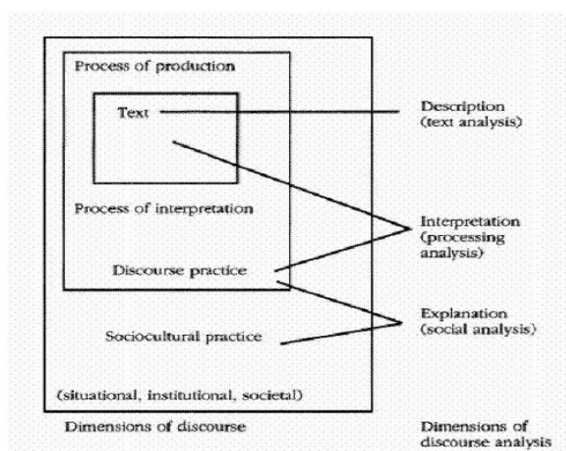 Process of production
Text
Description
(text analysis)
Process of interpretation
Interpretation
(processing
analysis)
Discourse practice
Explanation
(social analysis)
Sociocultural practice
(situational, institutional, societal)
Dimensions of discourse
Dimensions of
discourse analysis